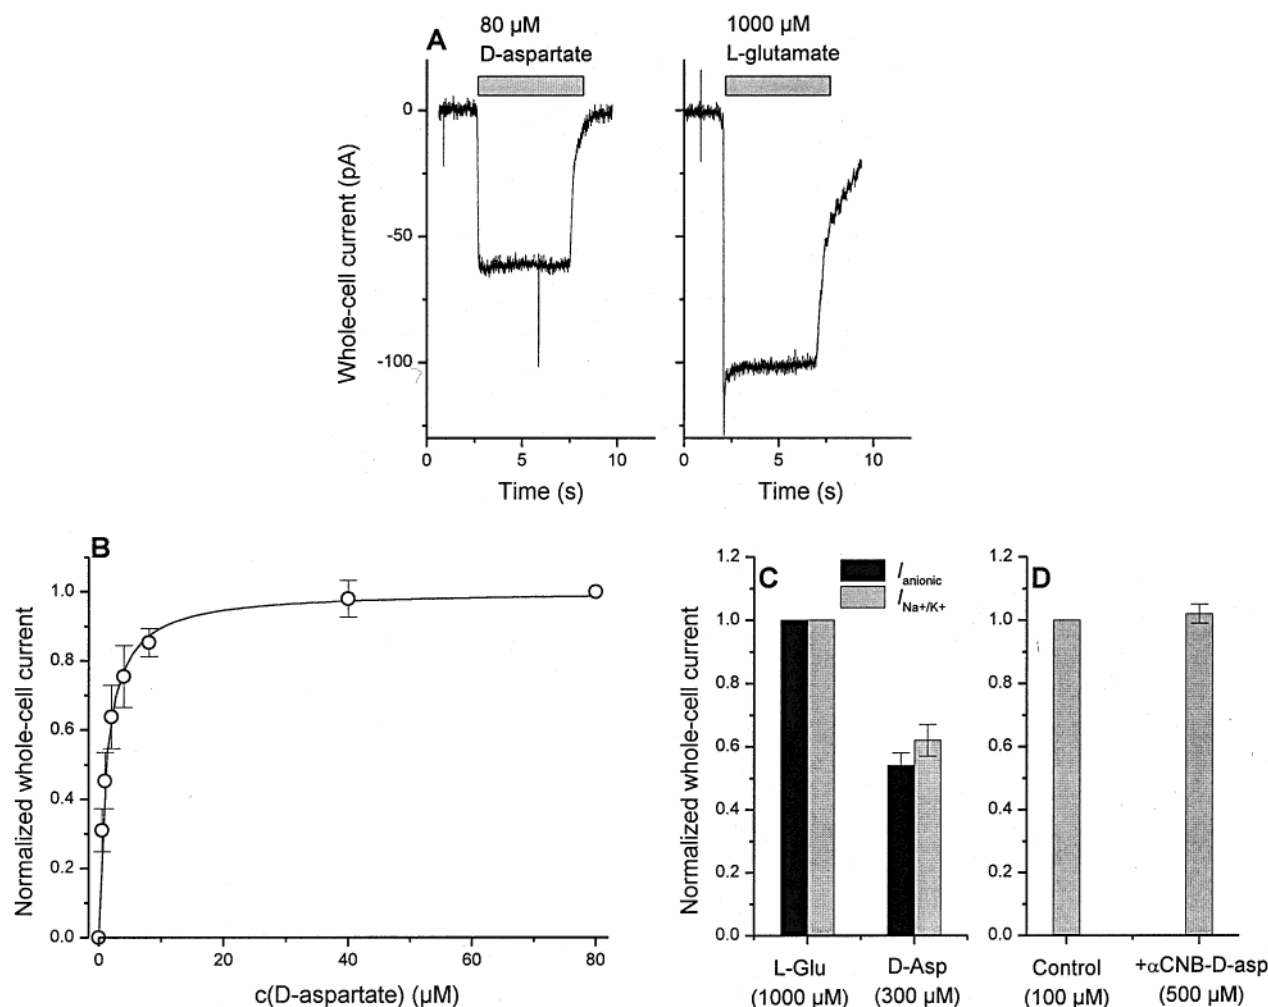 A
80 µM
D-aspartate
1000 µM
L-glutamate
Whole-cell current (pA)
0
-50
-100
0
5
10
0
5
10
Time (s)
Time (s)
B
Normalized whole-cell current
1.0
0.8
0.6
0.4
0.2
0.0
0
20
40
60
80
c(D-aspartate) (µM)
C
Normalized whole-cell current
1.2
1.0
0.8
0.6
0.4
0.2
0.0
I anionic
I Na+/K+
L-Glu
(1000 µM)
D-Asp
(300 µM)
D
1.2
1.0
0.8
0.6
0.4
0.2
0.0
Control
(100 µM)
+αCNB-D-asp
(500 µM)